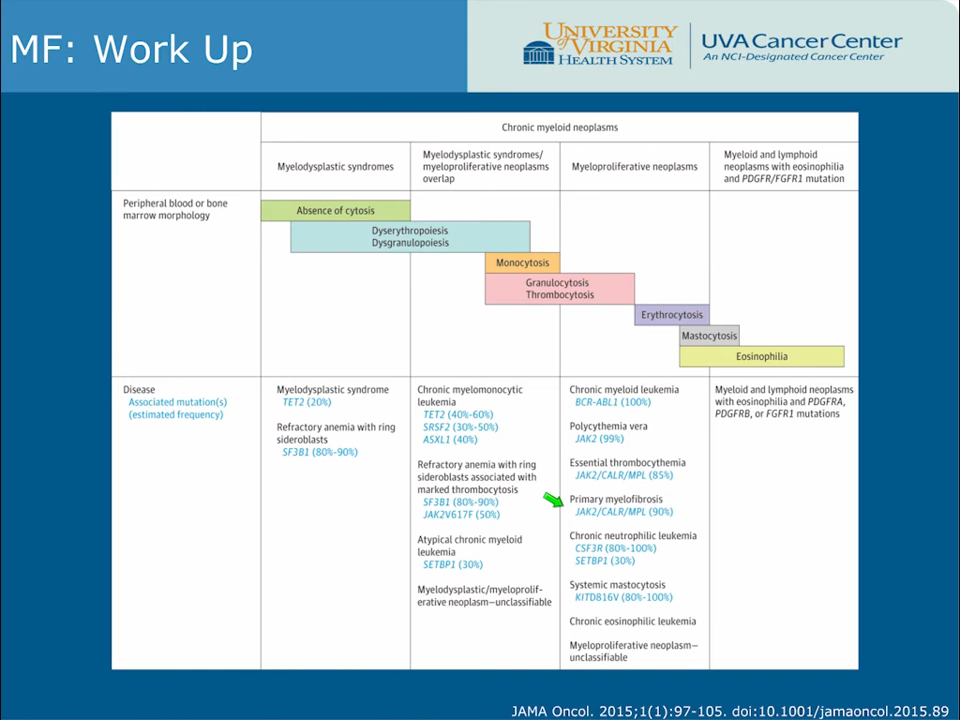 MF: Work Up
UNIVERSITY
of VIRGINIA
HEALTH SYSTEM
UVA Cancer Center
An NCI-Designated Cancer Center
Chronic myeloid neoplasms
Myelodysplastic syndromes
Myelodysplastic syndromes/
myeloproliferative neoplasms
overlap
Myeloproliferative neoplasms
Myeloid and lymphoid
neoplasms with eosinophilia
and PDGFR/FGFR1 mutation
Peripheral blood or bone
marrow morphology
Absence of cytosis
Dyserythropoiesis
Dysgranulopoiesis
Monocytosis
Granulocytosis
Thrombocytosis
Erythrocytosis
Mastocytosis
Eosinophilia
Disease
Associated mutation(s)
(estimated frequency)
Myelodysplastic syndrome
TET2 (20%)
Refractory anemia with ring
sideroblasts
SF3B1 (80%-90%)
Chronic myelomonocytic
leukemia
TET2 (40%-60%)
SRSF2 (30%-50%)
ASXL1 (40%)
Refractory anemia with ring
sideroblasts associated with
marked thrombocytosis
SF3B1 (80%-90%)
JAK2V617F (50%)
Atypical chronic myeloid
leukemia
SETBP1 (30%)
Myelodysplastic/myeloprolif-
erative neoplasm—unclassifiable
Chronic myeloid leukemia
BCR-ABL1 (100%)
Polycythemia vera
JAK2 (99%)
Essential thrombocythemia
JAK2/CALR/MPL (85%)
Primary myelofibrosis
JAK2/CALR/MPL (90%)
Chronic neutrophilic leukemia
CSF3R (80%-100%)
SETBP1 (30%)
Systemic mastocytosis
KITD816V (80%-100%)
Chronic eosinophilic leukemia
Myeloproliferative neoplasm—
unclassifiable
Myeloid and lymphoid neoplasms
with eosinophilia and PDGFRA,
PDGFRB, or FGFR1 mutations
JAMA Oncol. 2015;1(1):97-105. doi:10.1001/jamaoncol.2015.89